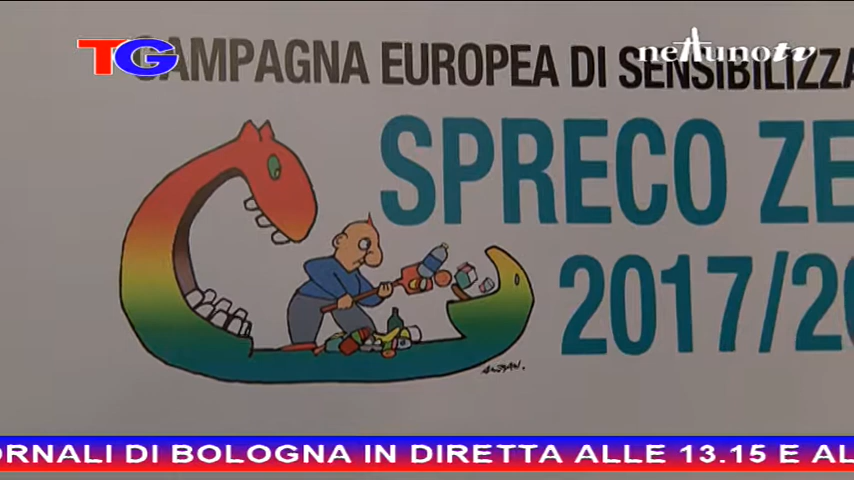 TG
nettunotv
CAMPAGNA EUROPEA DI SENSIBILIZZA
SPRECO ZE
2017/20
ALTAN.
ORNALI DI BOLOGNA IN DIRETTA ALLE 13.15 E AL